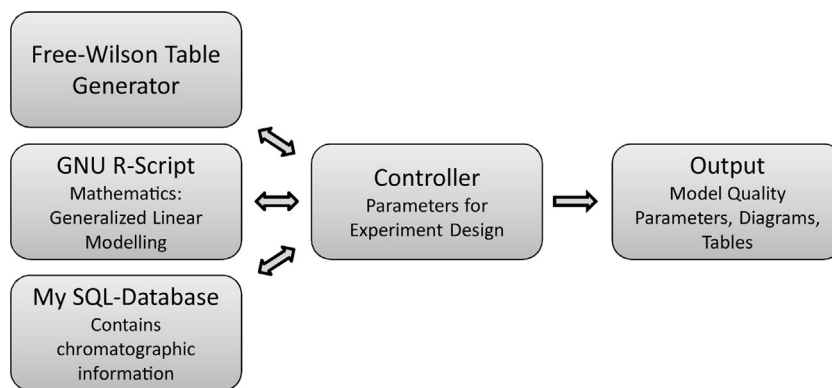 Free-Wilson Table
Generator
GNU R-Script
Mathematics:
Generalized Linear
Modelling
My SQL-Database
Contains
chromatographic
information
Controller
Parameters for
Experiment Design
Output
Model Quality
Parameters, Diagrams,
Tables